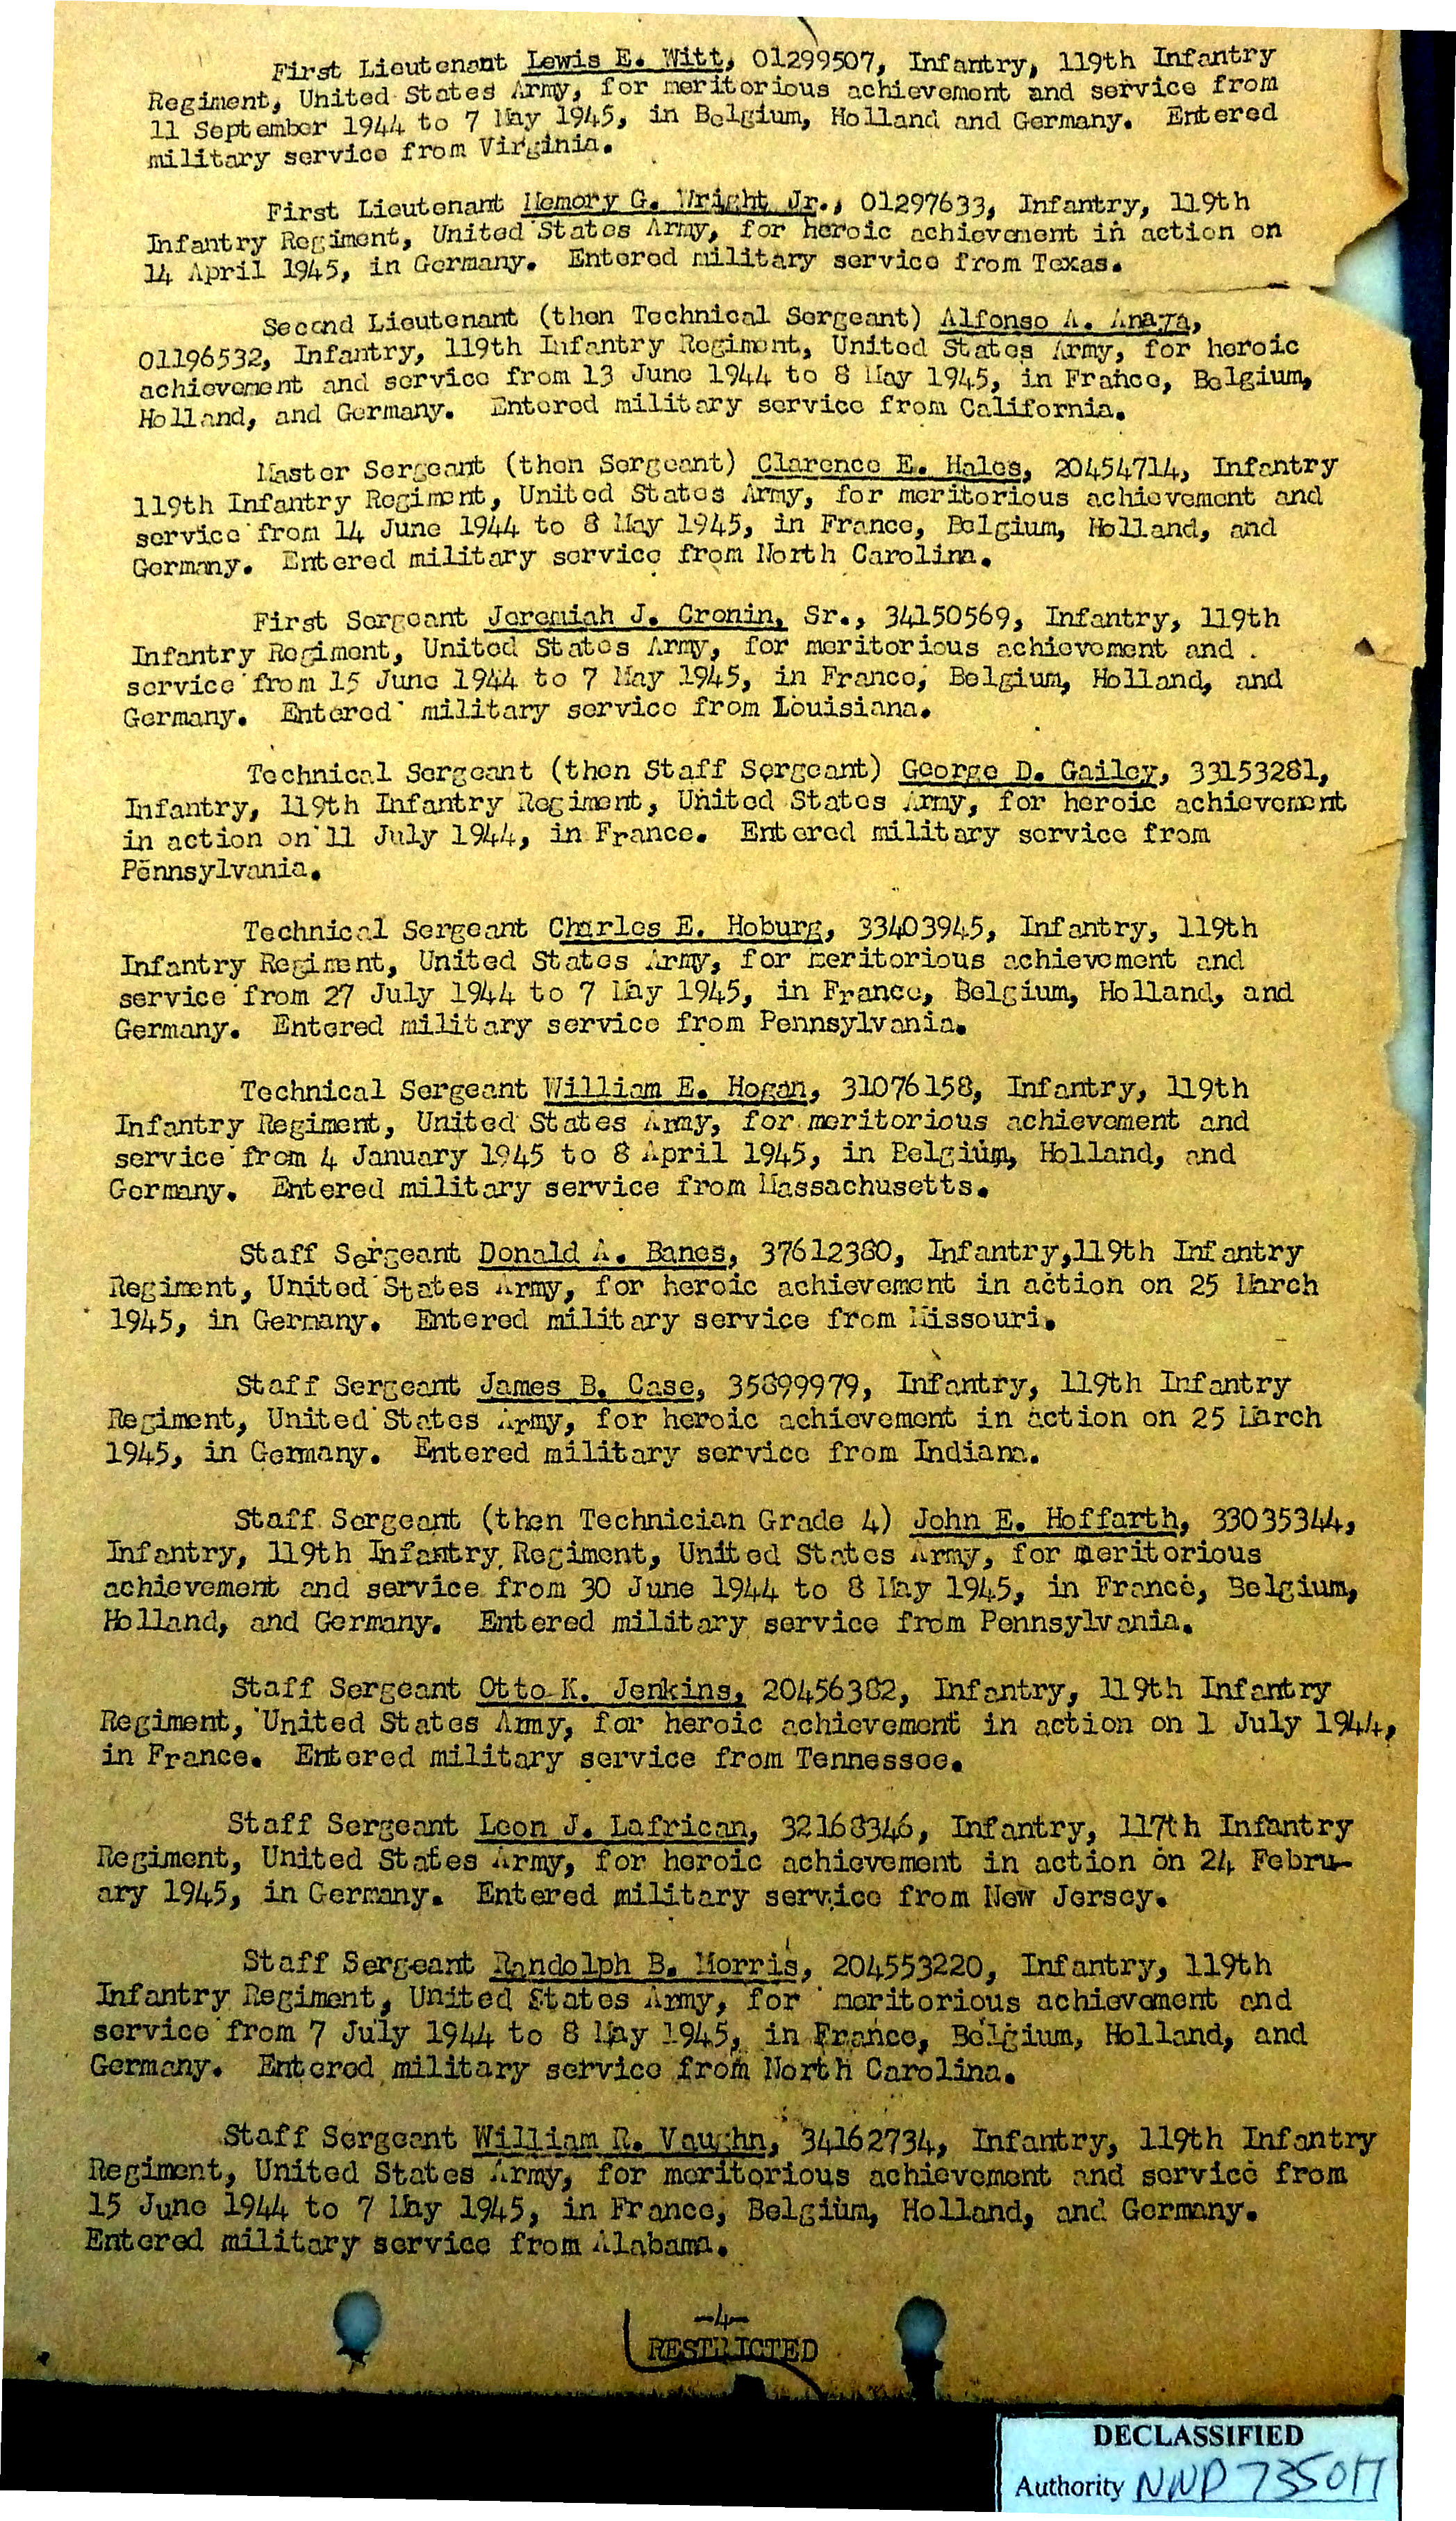 First Lieutenant Lewis E. Witt, 01299507, Infantry, 119th Infantry
Regiment, United States Army, for meritorious achievement and service from
11 September 1944 to 7 May 1945, in Belgium, Holland and Germany. Entered
military service from Virginia.
First Lieutenant Memory G. Wright Jr., 01297633, Infantry, 119th
Infantry Regiment, United States Army, for heroic achievement in action on
14 April 1945, in Germany. Entered military service from Texas.
Second Lieutenant (then Technical Sergeant) Alfonso A. Anaya,
01196532, Infantry, 119th Infantry Regiment, United States Army, for heroic
achievement and service from 13 June 1944 to 8 May 1945, in France, Belgium,
Holland, and Germany. Entered military service from California.
Master Sergeant (then Sergeant) Clarence E. Hales, 20454714, Infantry
119th Infantry Regiment, United States Army, for meritorious achievement and
service from 14 June 1944 to 8 May 1945, in France, Belgium, Holland, and
Germany. Entered military service from North Carolina.
First Sergeant Jeremiah J. Cronin, Sr., 34150569, Infantry, 119th
Infantry Regiment, United States Army, for meritorious achievement and
service from 15 June 1944 to 7 May 1945, in France, Belgium, Holland, and
Germany. Entered military service from Louisiana.
Technical Sergeant (then Staff Sergeant) George D. Gailey, 33153281,
Infantry, 119th Infantry Regiment, United States Army, for heroic achievement
in action on 11 July 1944, in France. Entered military service from
Pennsylvania.
Technical Sergeant Charles E. Hoburg, 33403945, Infantry, 119th
Infantry Regiment, United States Army, for meritorious achievement and
service from 27 July 1944 to 7 May 1945, in France, Belgium, Holland, and
Germany. Entered military service from Pennsylvania.
Technical Sergeant William E. Hogan, 31076158, Infantry, 119th
Infantry Regiment, United States Army, for meritorious achievement and
service from 4 January 1945 to 8 April 1945, in Belgium, Holland, and
Germany. Entered military service from Massachusetts.
Staff Sergeant Donald A. Banes, 37612380, Infantry,119th Infantry
Regiment, United States Army, for heroic achievement in action on 25 March
1945, in Germany. Entered military service from Missouri.
Staff Sergeant James B. Case, 35899979, Infantry, 119th Infantry
Regiment, United States Army, for heroic achievement in action on 25 March
1945, in Germany. Entered military service from Indiana.
Staff Sergeant (then Technician Grade 4) John E. Hoffarth, 33035344,
Infantry, 119th Infantry Regiment, United States Army, for meritorious
achievement and service from 30 June 1944 to 8 May 1945, in France, Belgium,
Holland, and Germany. Entered military service from Pennsylvania.
Staff Sergeant Otto K. Jenkins, 20456382, Infantry, 119th Infantry
Regiment, United States Army, for heroic achievement in action on 1 July 1944,
in France. Entered military service from Tennessee.
Staff Sergeant Leon J. Lafrican, 32168346, Infantry, 117th Infantry
Regiment, United States Army, for heroic achievement in action on 24 Febru-
ary 1945, in Germany. Entered military service from New Jersey.
Staff Sergeant Randolph B. Morris, 204553220, Infantry, 119th
Infantry Regiment, United States Army, for meritorious achievement and
service from 7 July 1944 to 8 May 1945, in France, Belgium, Holland, and
Germany. Entered military service from North Carolina.
Staff Sergeant William R. Vaughn, 34162734, Infantry, 119th Infantry
Regiment, United States Army, for meritorious achievement and service from
15 June 1944 to 7 May 1945, in France, Belgium, Holland, and Germany.
Entered military service from Alabama.
-4-
RESTRICTED
DECLASSIFIED
Authority NND 735017